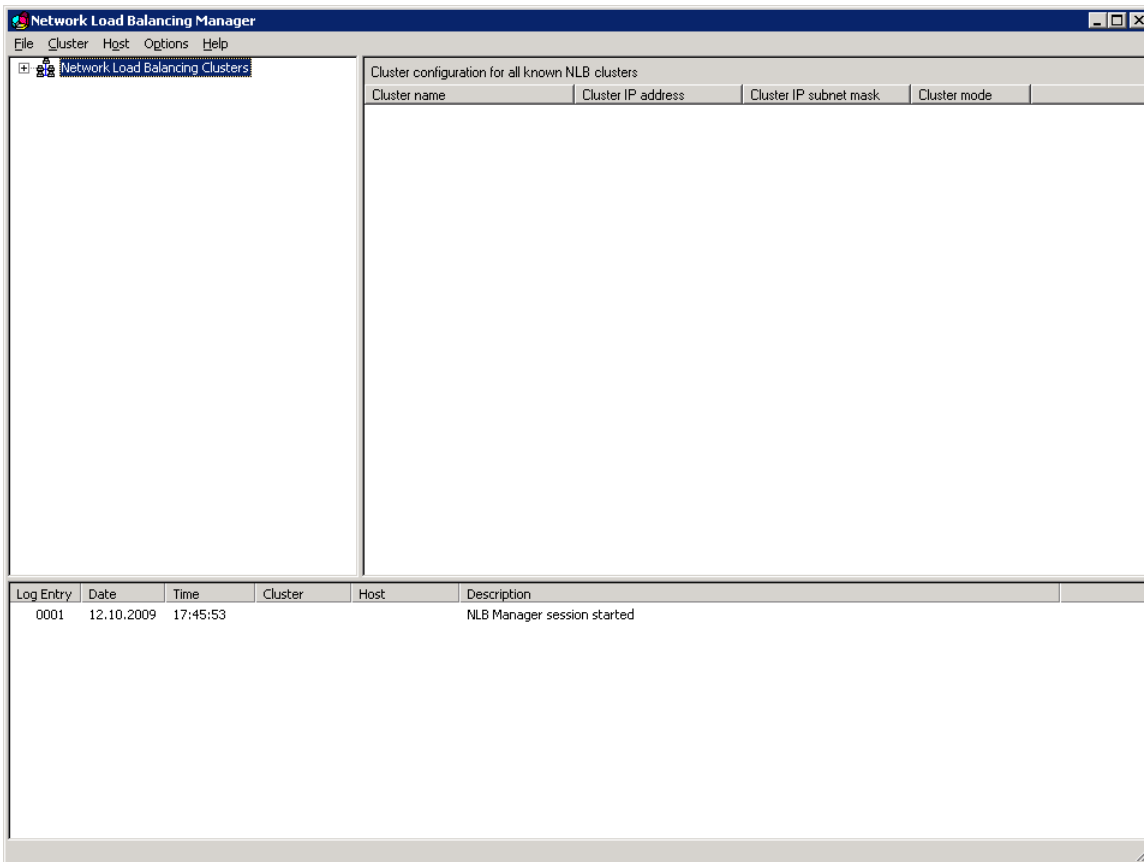 Network Load Balancing Manager
File Cluster Host Options Help
Network Load Balancing Clusters
Cluster configuration for all known NLB clusters
Cluster name Cluster IP address Cluster IP subnet mask Cluster mode
Log Entry Date Time Cluster Host Description
0001 12.10.2009 17:45:53 NLB Manager session started